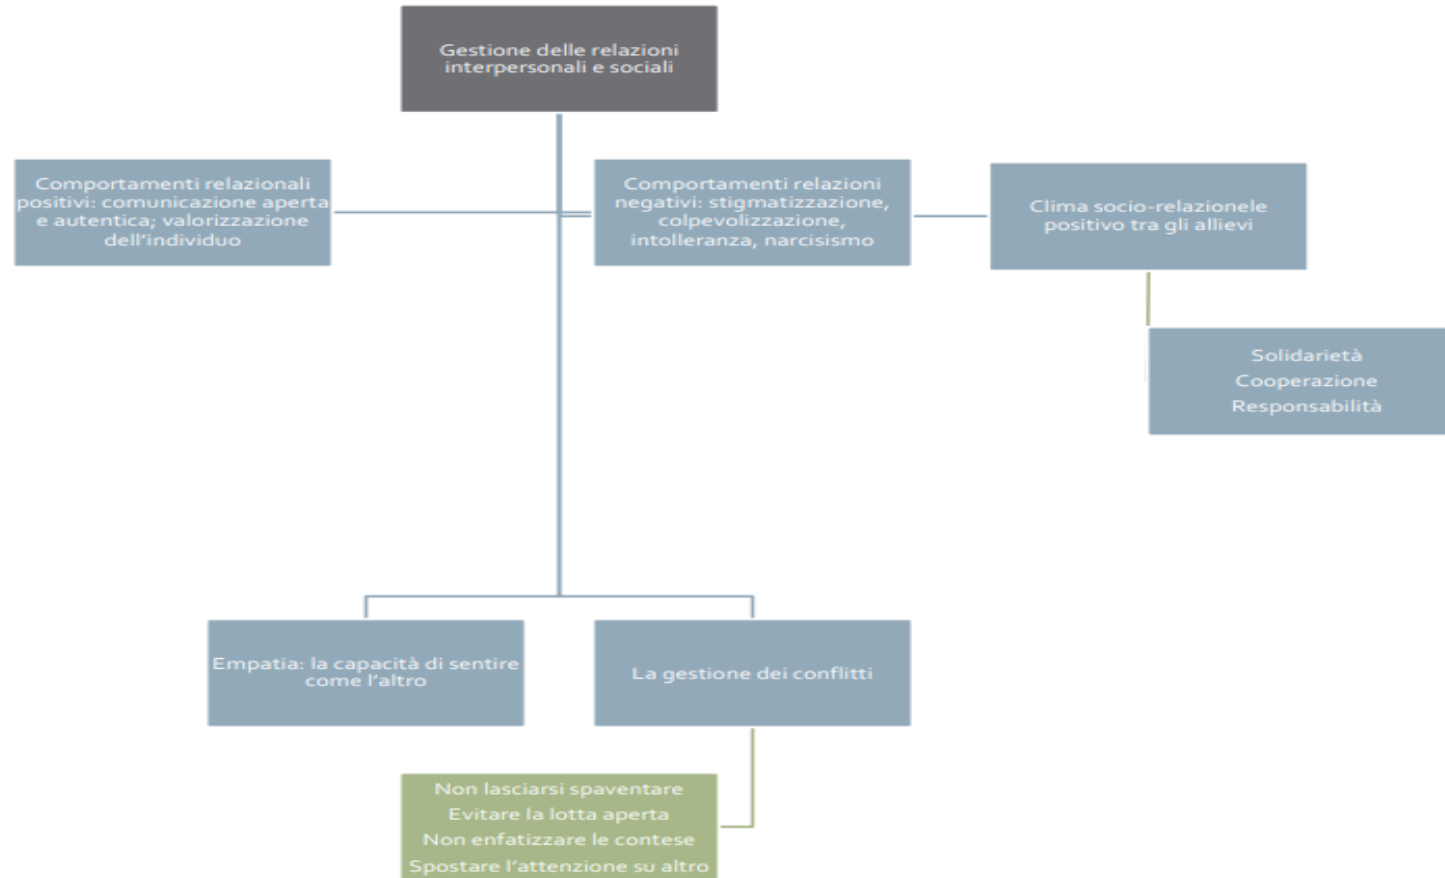 Gestione delle relazioni
interpersonali e sociali
Comportamenti relazionali
positivi: comunicazione aperta
e autentica; valorizzazione
dell'individuo
Comportamenti relazioni
negativi: stigmatizzazione,
colpevolizzazione,
intolleranza, narcisismo
Clima socio-relazionele
positivo tra gli allievi
Solidarietà
Cooperazione
Responsabilità
Empatia: la capacità di sentire
come l'altro
La gestione dei conflitti
Non lasciarsi spaventare
Evitare la lotta aperta
Non enfatizzare le contese
Spostare l'attenzione su altro